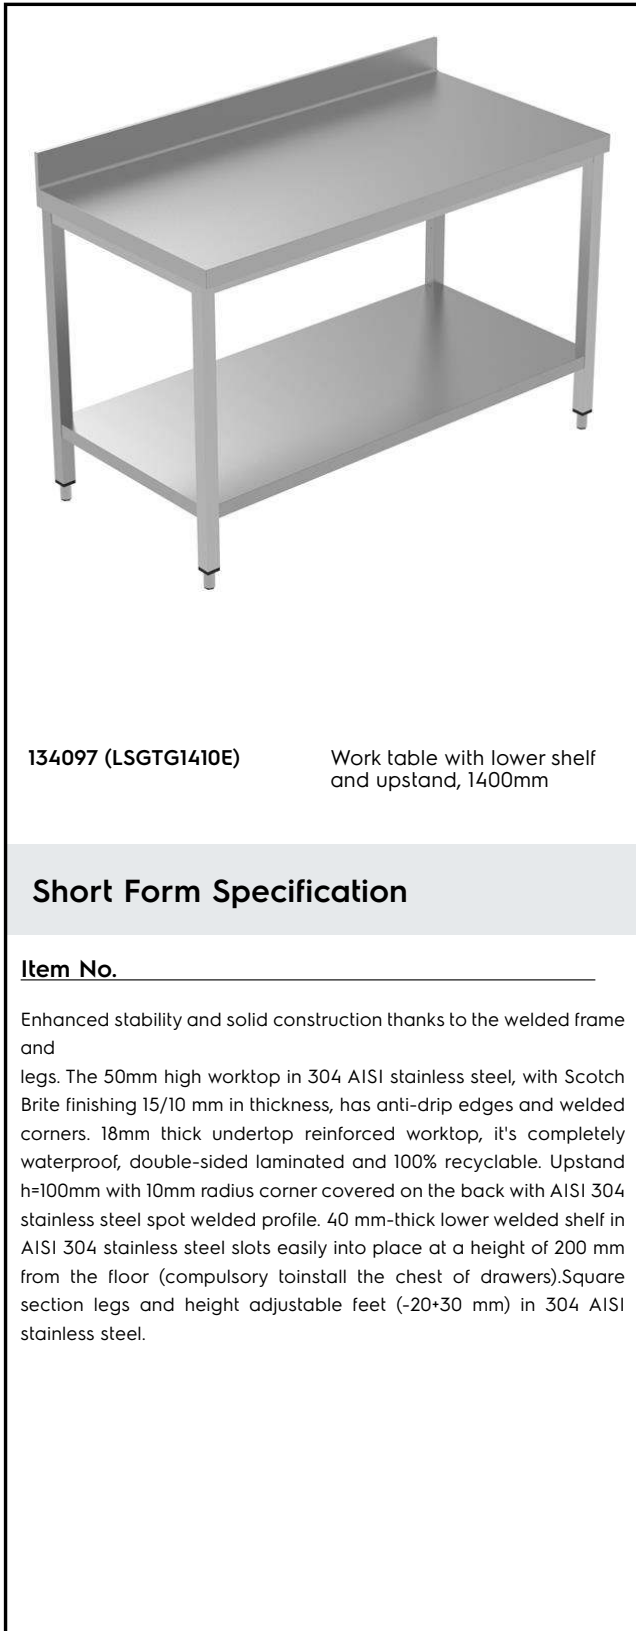 134097 (LSGTG1410E)
Work table with lower shelf
and upstand, 1400mm
Short Form Specification
Item No.
Enhanced stability and solid construction thanks to the welded frame
and
legs. The 50mm high worktop in 304 AISI stainless steel, with Scotch
Brite finishing 15/10 mm in thickness, has anti-drip edges and welded
corners. 18mm thick undertop reinforced worktop, it's completely
waterproof, double-sided laminated and 100% recyclable. Upstand
h=100mm with 10mm radius corner covered on the back with AISI 304
stainless steel spot welded profile. 40 mm-thick lower welded shelf in
AISI 304 stainless steel slots easily into place at a height of 200 mm
from the floor (compulsory toinstall the chest of drawers).Square
section legs and height adjustable feet (-20+30 mm) in 304 AISI
stainless steel.